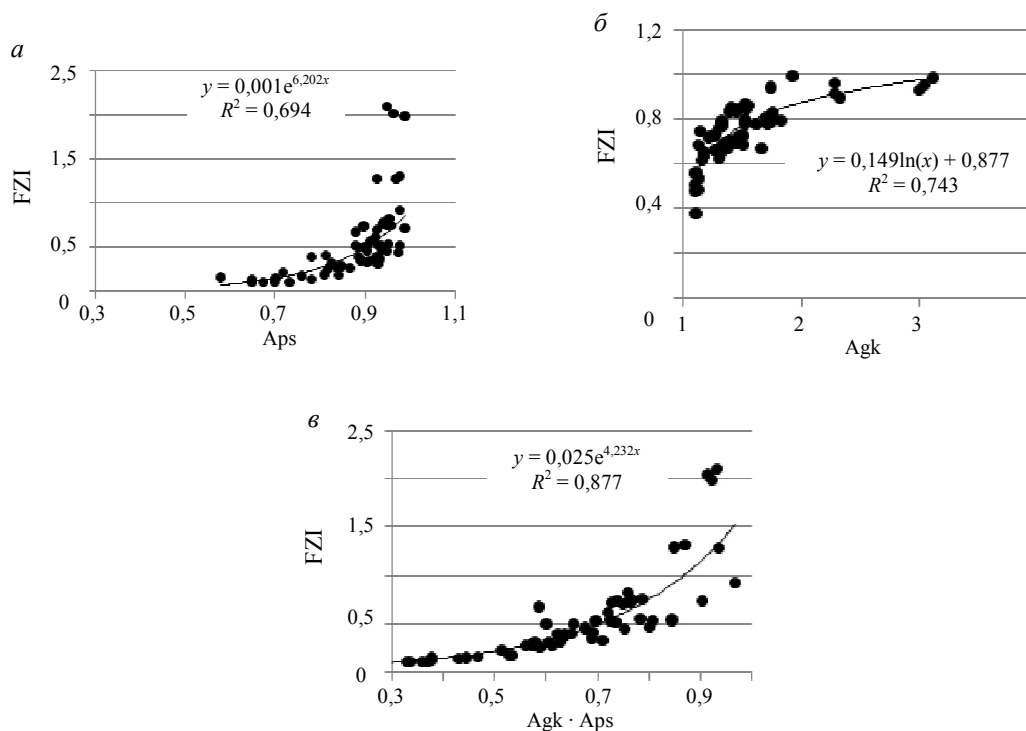 а
2,5
y = 0,001e^6,202x
R² = 0,694
1,5
FZI
0,5
0
0,3 0,5 0,7 0,9 1,1
Aps
б
1,2
0,8
FZI
y = 0,149ln(x) + 0,877
R² = 0,743
0,4
0
1 2 3
Agk
в
2,5
y = 0,025e^4,232x
R² = 0,877
1,5
FZI
0,5
0
0,3 0,5 0,7 0,9
Agk · Aps